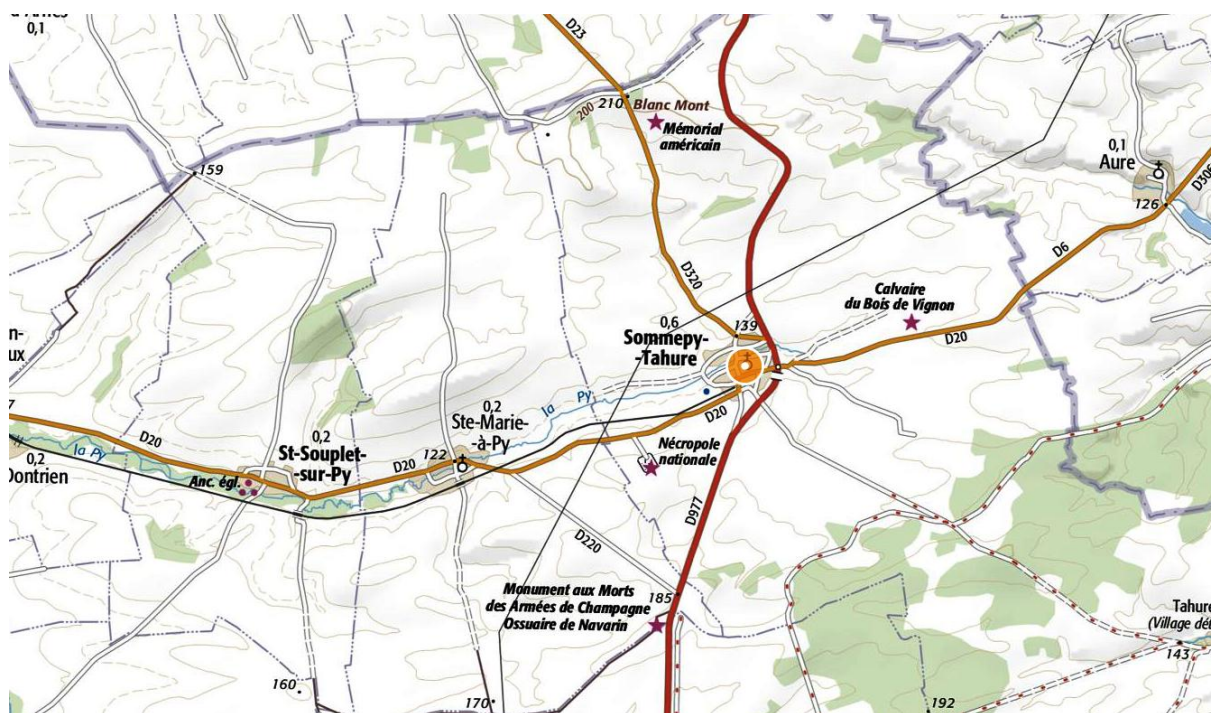 0,1
D23
210
Blanc Mont
200
Mémorial
américain
0,1
Aure
D306
126
159
D6
D320
Calvaire
du Bois de Vignon
0,6
139
Sommepy-
-Tahure
D20
la Py
D20
0,2
Ste-Marie-
-à-Py
0,2
St-Souplet-
-sur-Py
D20
la Py
D20
122
0,2
Dontrien
Anc. égl.
Nécropole
nationale
D977
D220
Monument aux Morts
des Armées de Champagne
Ossuaire de Navarin
185
Tahure
(Village dét
143
160
170
192